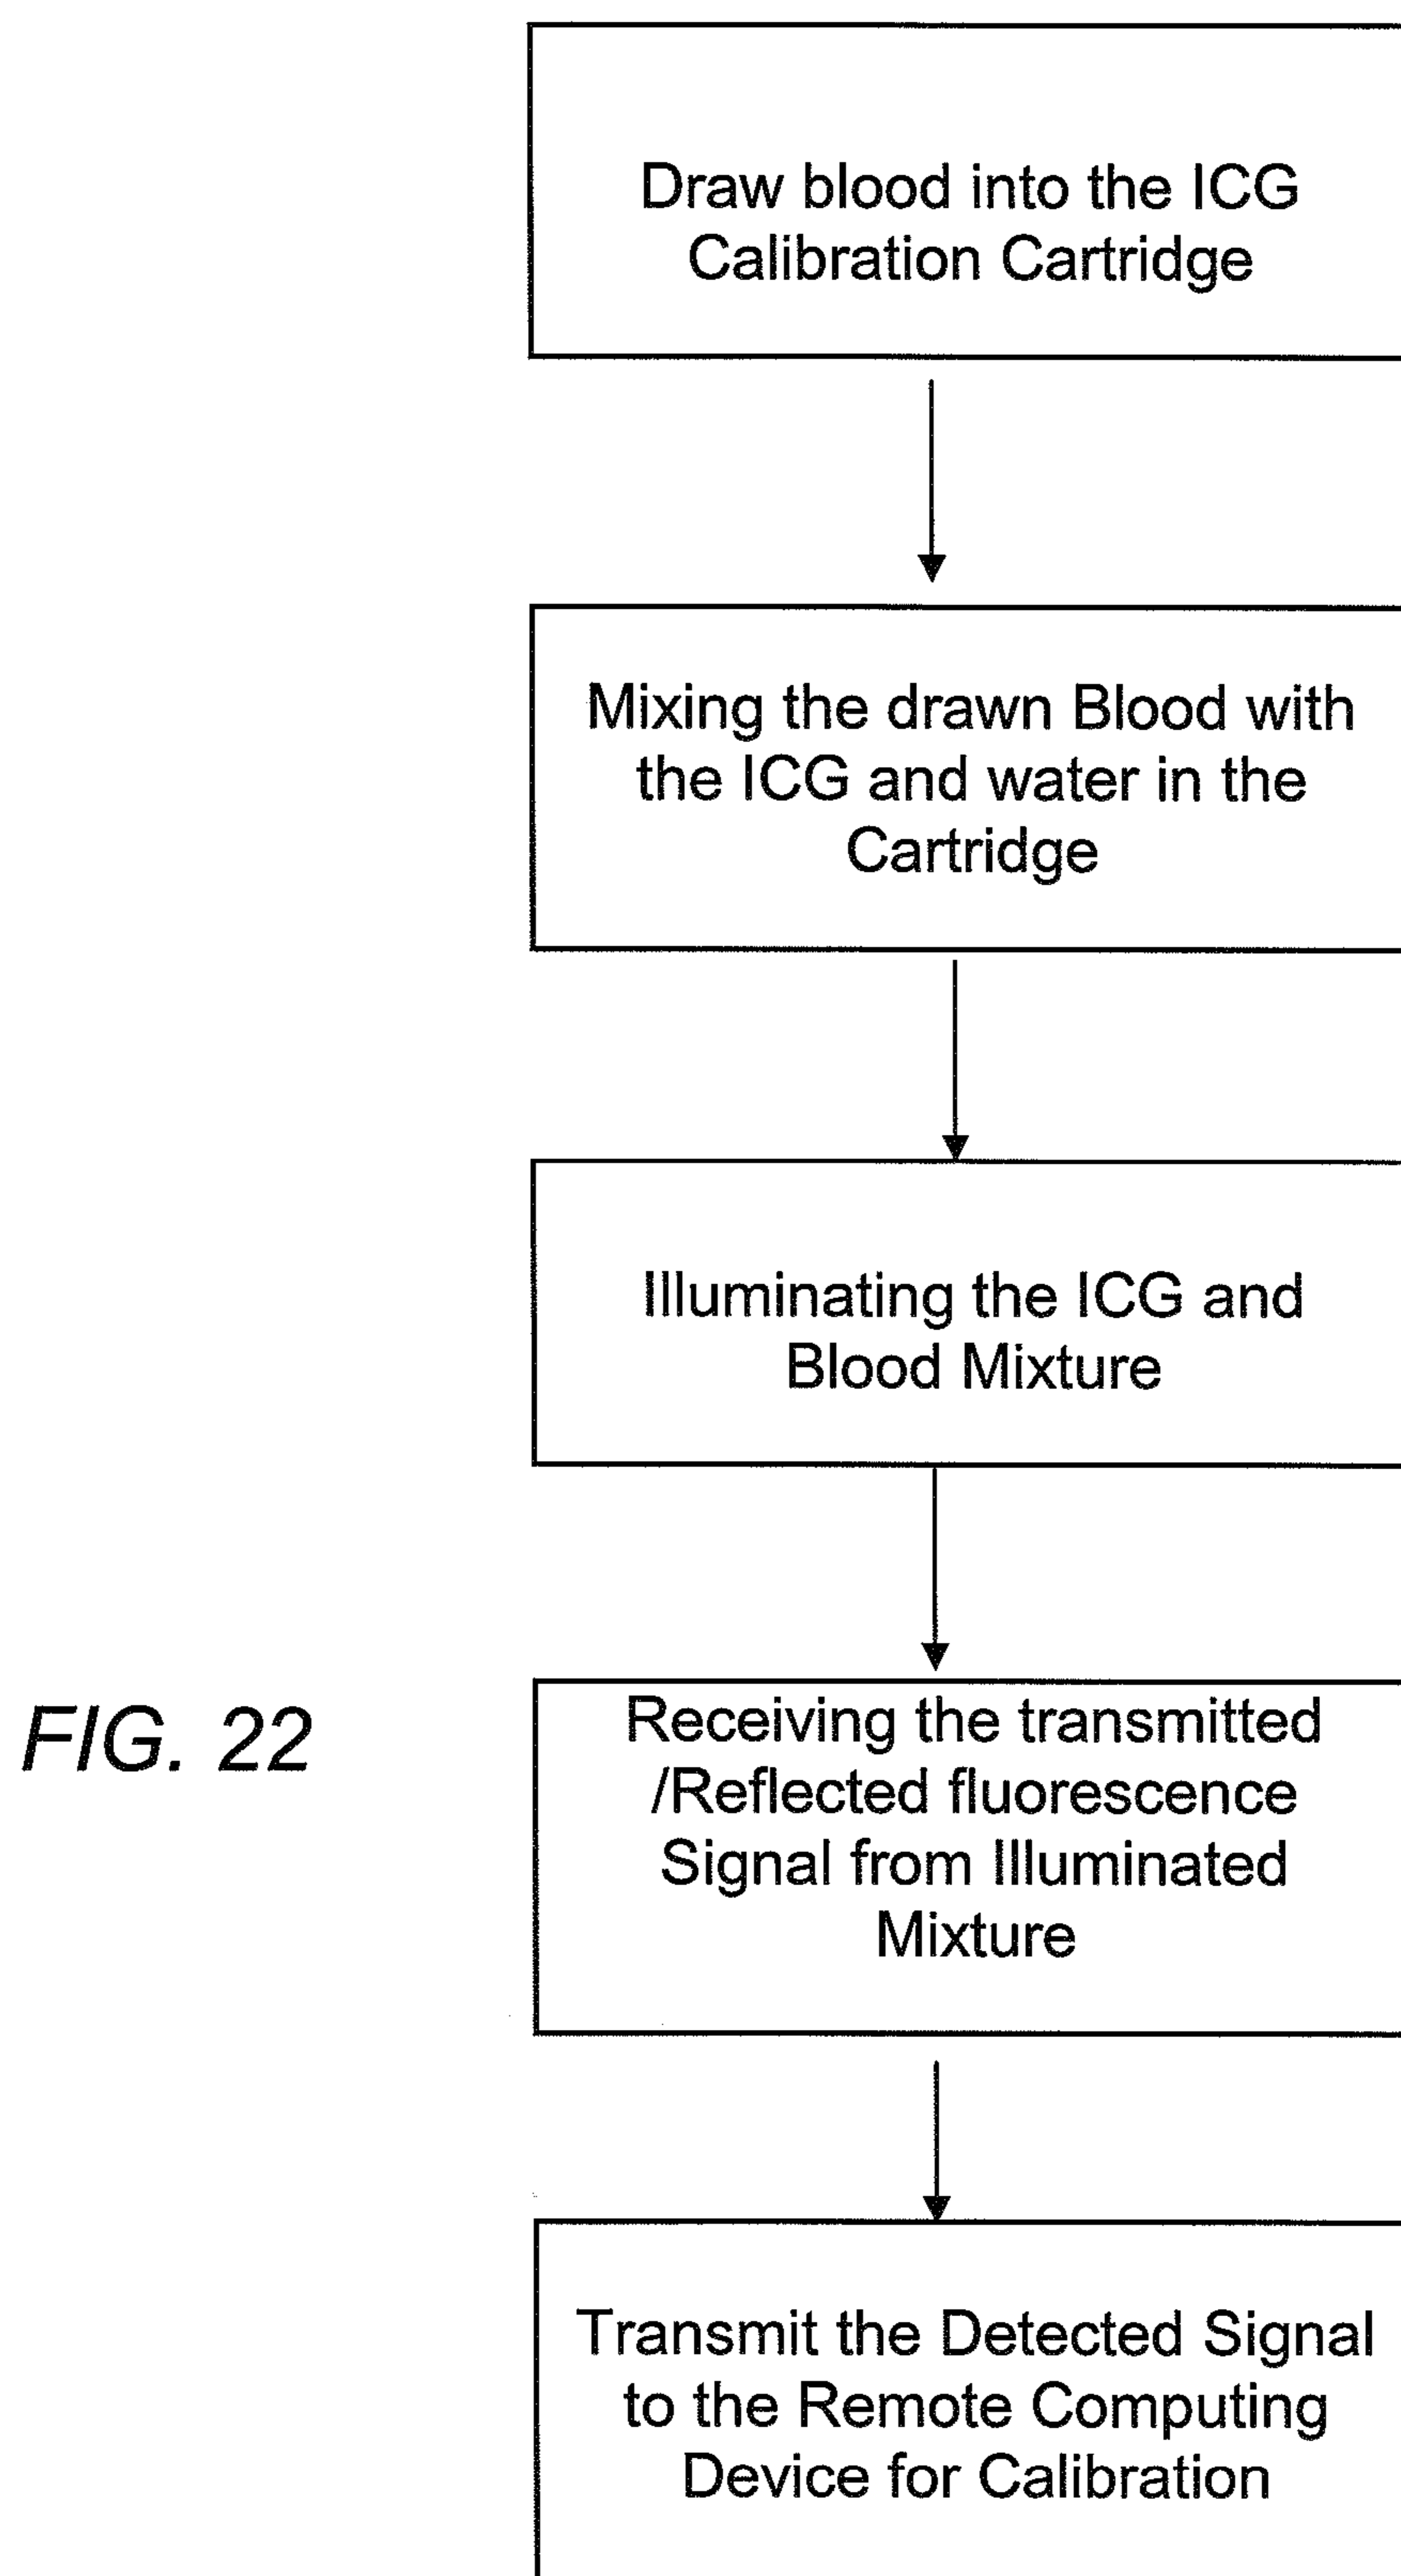 Draw blood into the ICG
Calibration Cartridge
Mixing the drawn Blood with
the ICG and water in the
Cartridge
Illuminating the ICG and
Blood Mixture
FIG. 22
Receiving the transmitted
/Reflected fluorescence
Signal from Illuminated
Mixture
Transmit the Detected Signal
to the Remote Computing
Device for Calibration